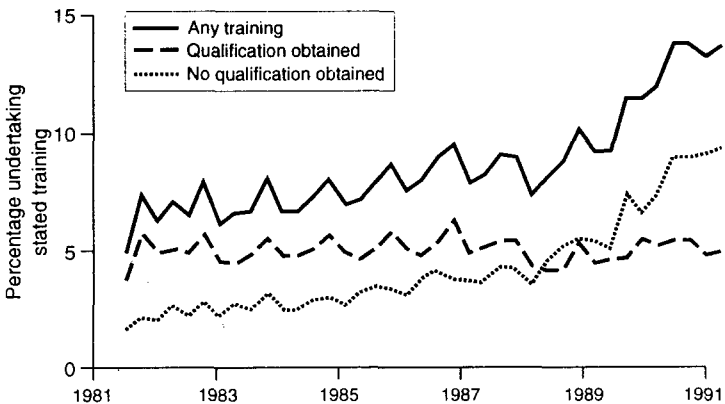 15
Any training
Qualification obtained
No qualification obtained
10
5
0
Percentage undertaking
stated training
1981
1983
1985
1987
1989
1991